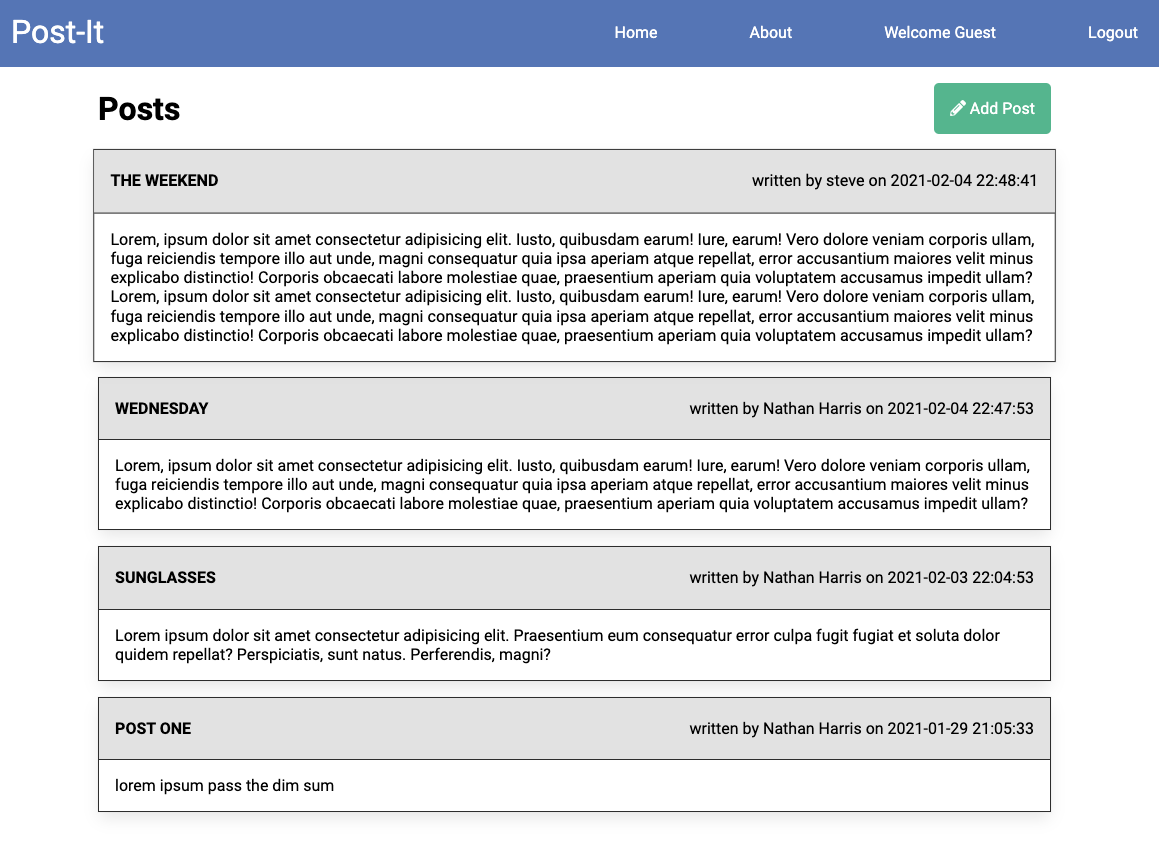 Post-It
Home
About
Welcome Guest
Logout
Posts
Add Post
THE WEEKEND
written by steve on 2021-02-04 22:48:41
Lorem, ipsum dolor sit amet consectetur adipisicing elit. Iusto, quibusdam earum! Iure, earum! Vero dolore veniam corporis ullam,
fuga reiciendis tempore illo aut unde, magni consequatur quia ipsa aperiam atque repellat, error accusantium maiores velit minus
explicabo distinctio! Corporis obcaecati labore molestiae quae, praesentium aperiam quia voluptatem accusamus impedit ullam?
Lorem, ipsum dolor sit amet consectetur adipisicing elit. Iusto, quibusdam earum! Iure, earum! Vero dolore veniam corporis ullam,
fuga reiciendis tempore illo aut unde, magni consequatur quia ipsa aperiam atque repellat, error accusantium maiores velit minus
explicabo distinctio! Corporis obcaecati labore molestiae quae, praesentium aperiam quia voluptatem accusamus impedit ullam?
WEDNESDAY
written by Nathan Harris on 2021-02-04 22:47:53
Lorem, ipsum dolor sit amet consectetur adipisicing elit. Iusto, quibusdam earum! Iure, earum! Vero dolore veniam corporis ullam,
fuga reiciendis tempore illo aut unde, magni consequatur quia ipsa aperiam atque repellat, error accusantium maiores velit minus
explicabo distinctio! Corporis obcaecati labore molestiae quae, praesentium aperiam quia voluptatem accusamus impedit ullam?
SUNGLASSES
written by Nathan Harris on 2021-02-03 22:04:53
Lorem ipsum dolor sit amet consectetur adipisicing elit. Praesentium eum consequatur error culpa fugit fugiat et soluta dolor
quidem repellat? Perspiciatis, sunt natus. Perferendis, magni?
POST ONE
written by Nathan Harris on 2021-01-29 21:05:33
lorem ipsum pass the dim sum